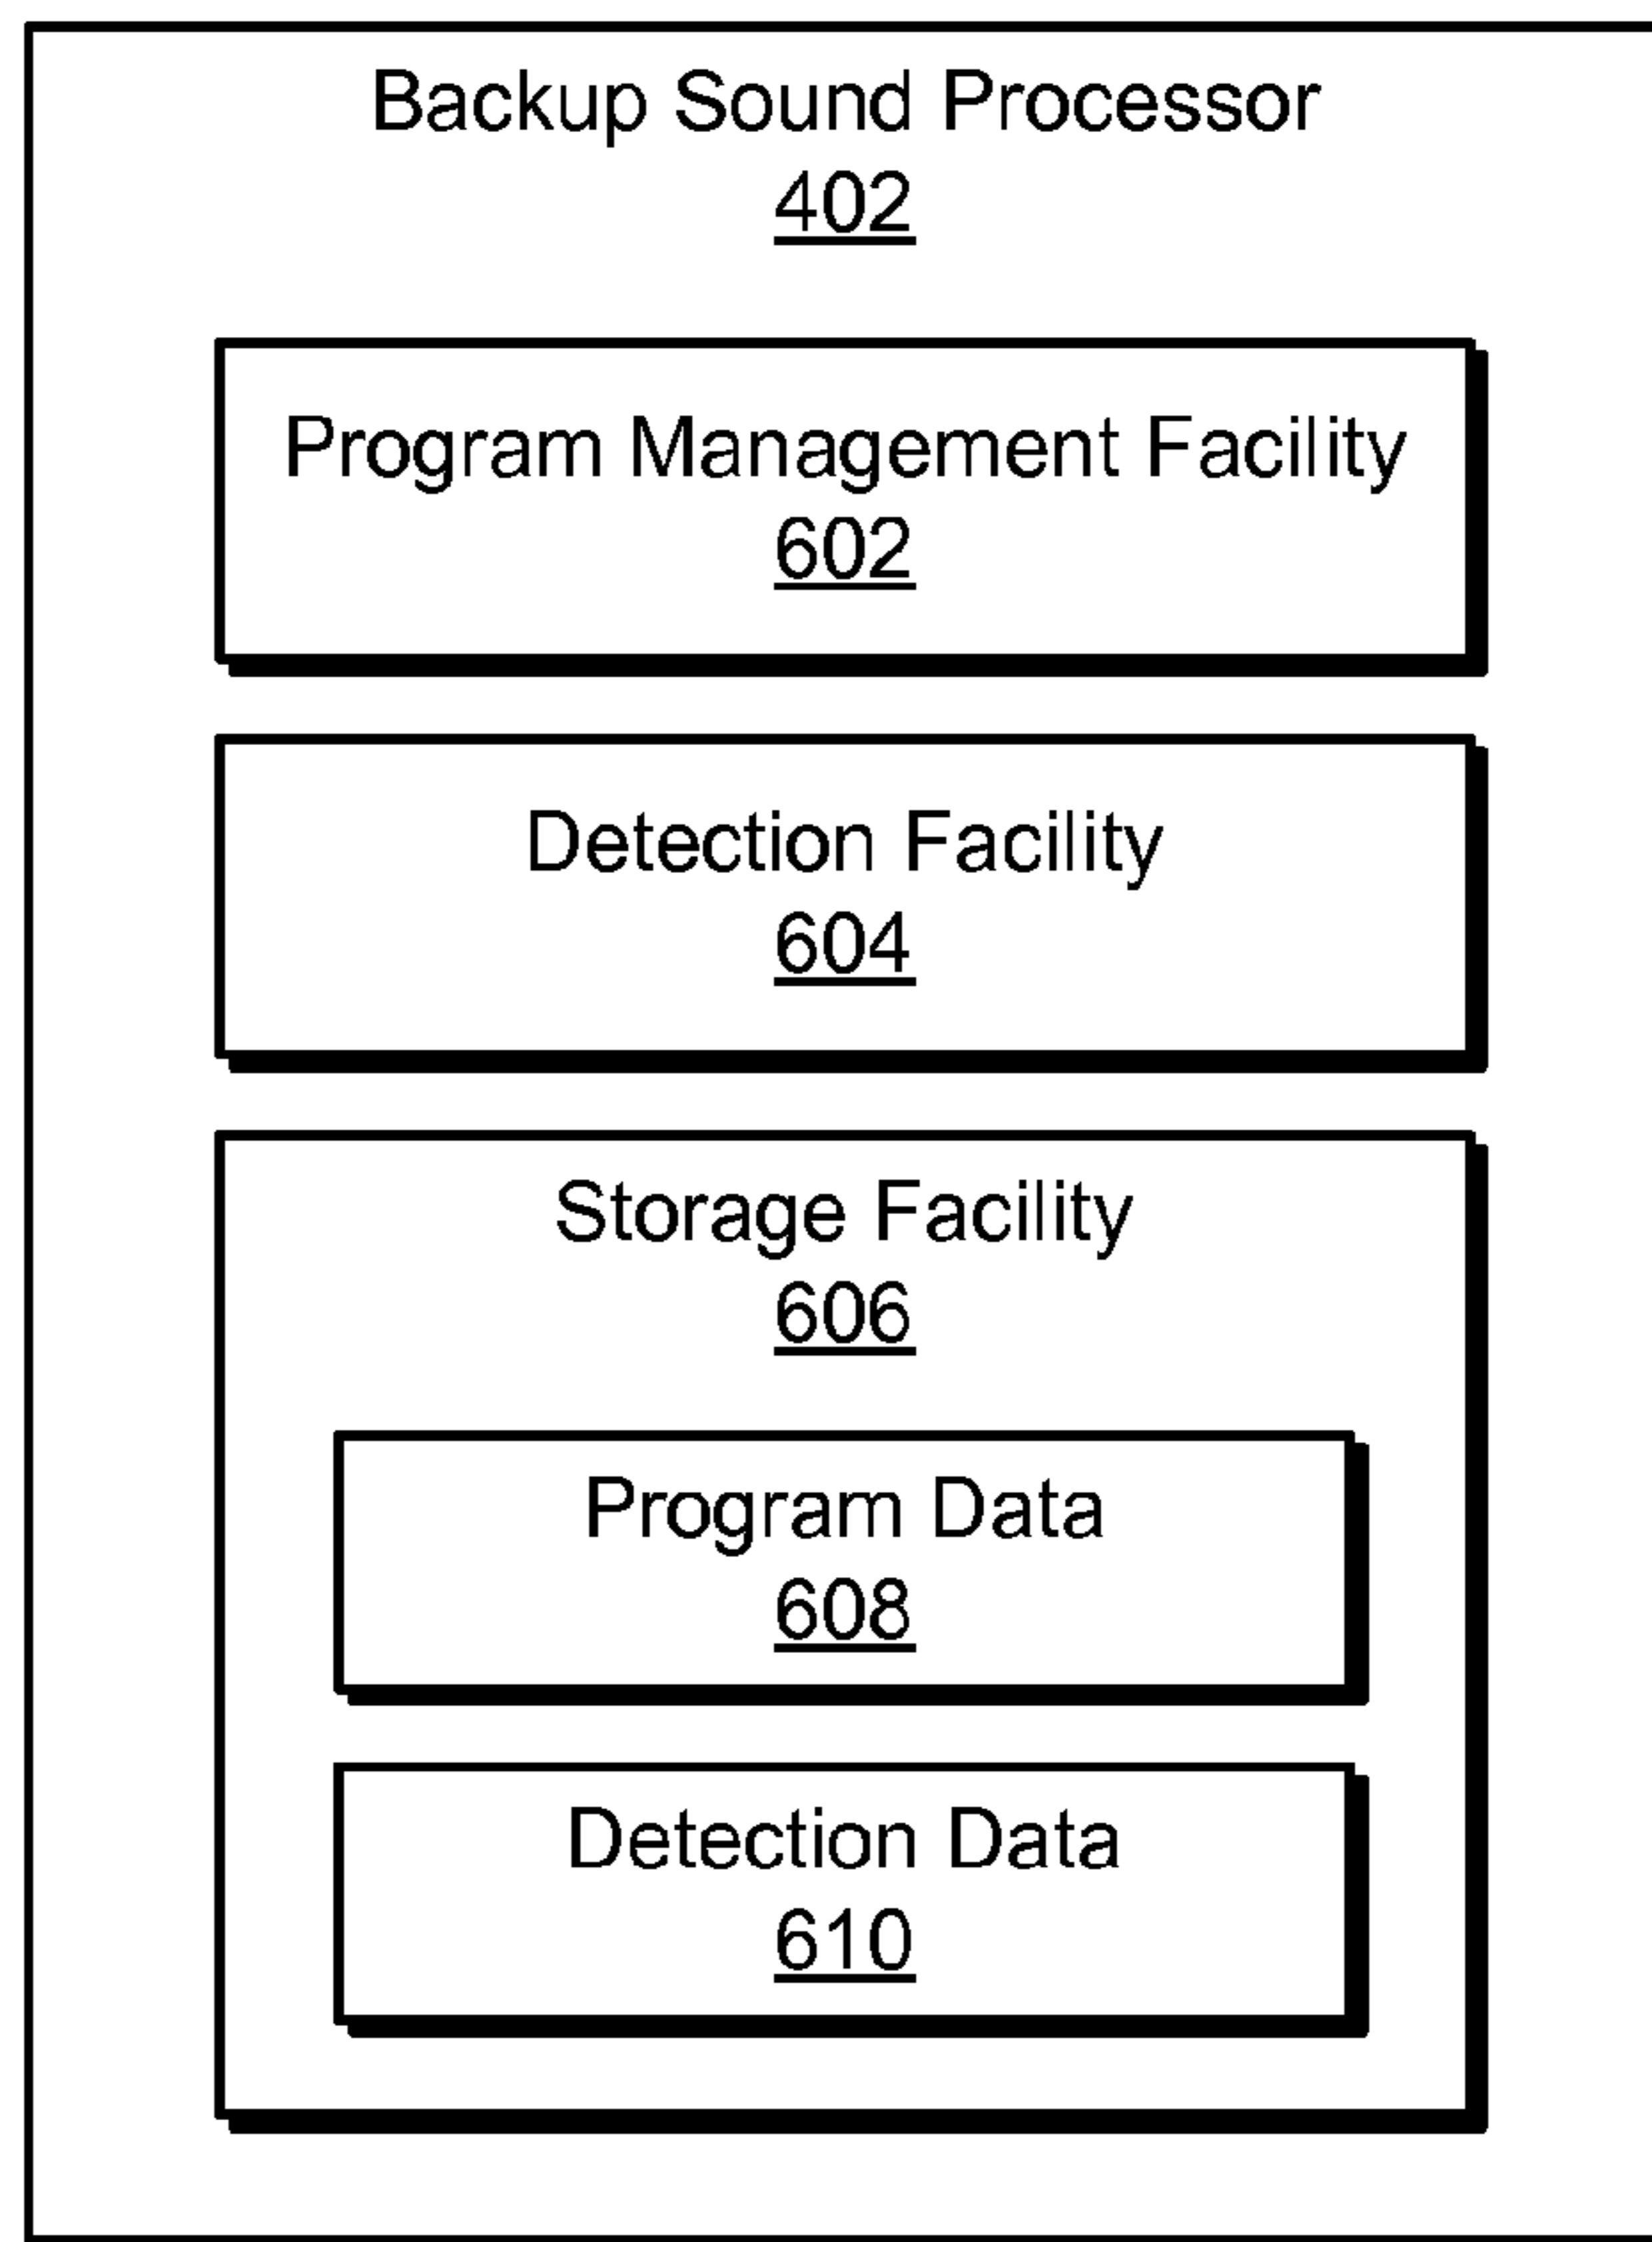 Backup Sound Processor
402
Program Management Facility
602
Detection Facility
604
Storage Facility
606
Program Data
608
Detection Data
610